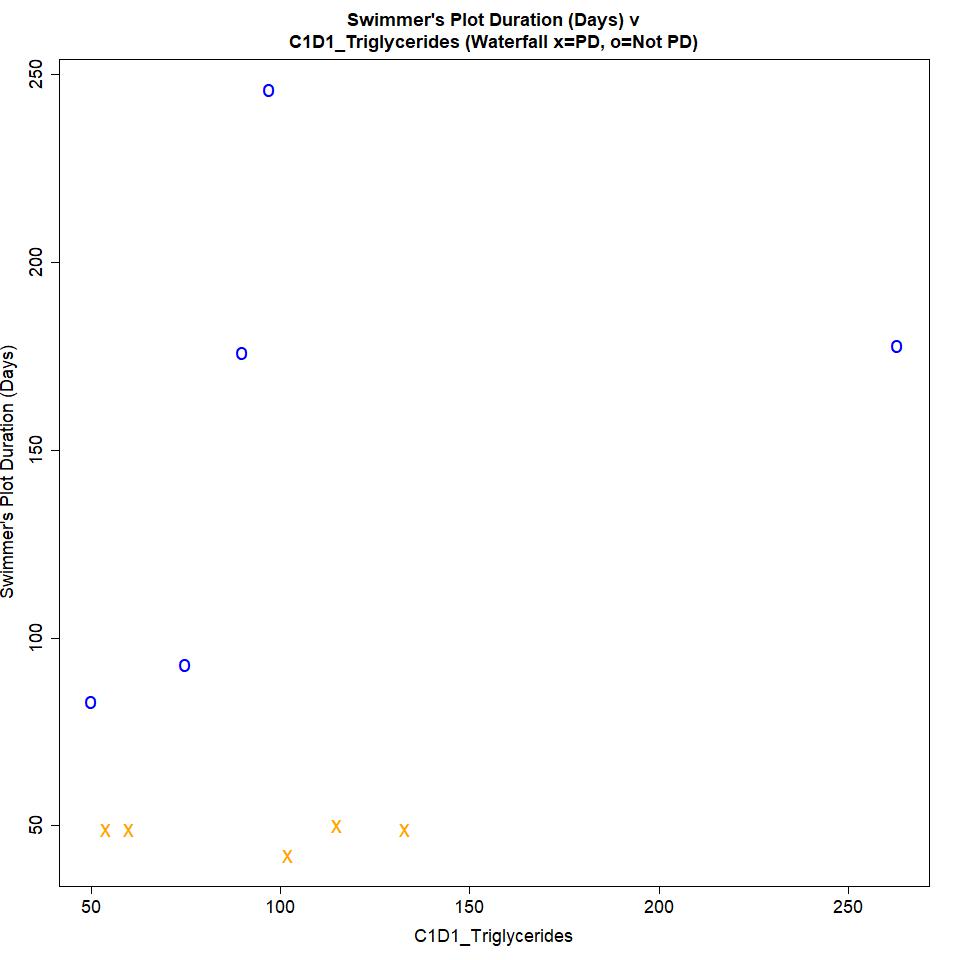 Swimmer's Plot Duration (Days) v
C1D1_Triglycerides (Waterfall x=PD, o=Not PD)
Swimmer's Plot Duration (Days)
250
200
150
100
50
O
O
O
O
O
X
X
X
X
X
50
100
150
200
250
C1D1_Triglycerides